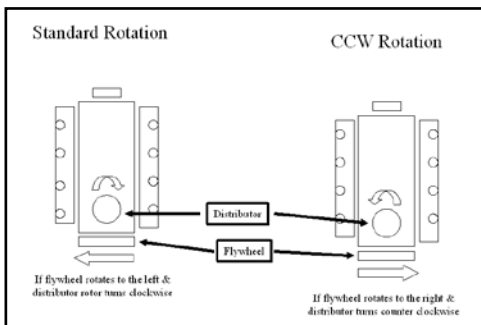 Standard Rotation
CCW Rotation
Distributor
Flywheel
If flywheel rotates to the left &
distributor rotor turns clockwise
If flywheel rotates to the right &
distributor turns counter clockwise